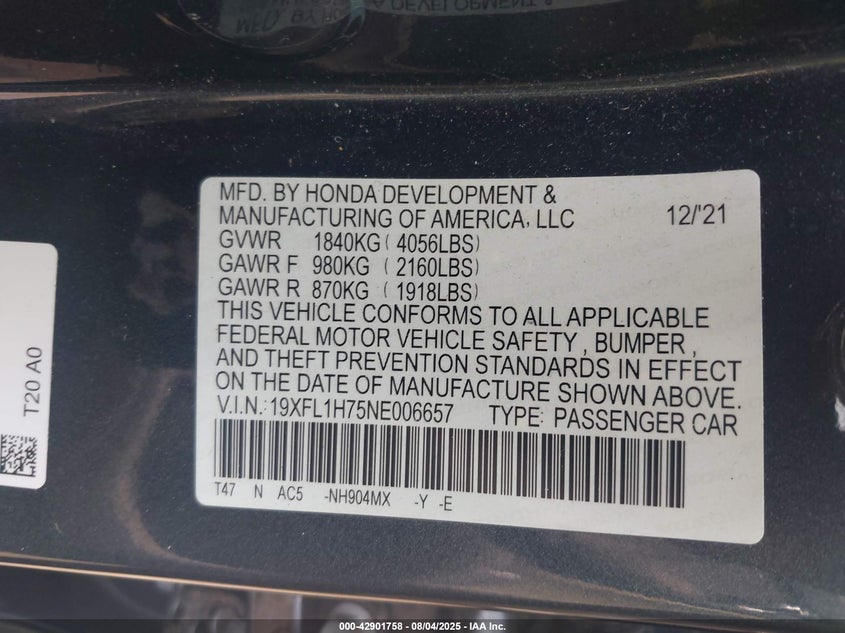 MFD. BY HONDA DEVELOPMENT &
MANUFACTURING OF AMERICA, LLC 12/'21
GVWR 1840KG ( 4056LBS)
GAWR F 980KG ( 2160LBS)
GAWR R 870KG ( 1918LBS)
THIS VEHICLE CONFORMS TO ALL APPLICABLE
FEDERAL MOTOR VEHICLE SAFETY , BUMPER ,
AND THEFT PREVENTION STANDARDS IN EFFECT
ON THE DATE OF MANUFACTURE SHOWN ABOVE.
V.I.N.: 19XFL1H75NE006657 TYPE: PASSENGER CAR
T47 N AC5 -NH904MX -Y -E
T20 A0
000-42901758 - 08/04/2025 - IAA Inc.